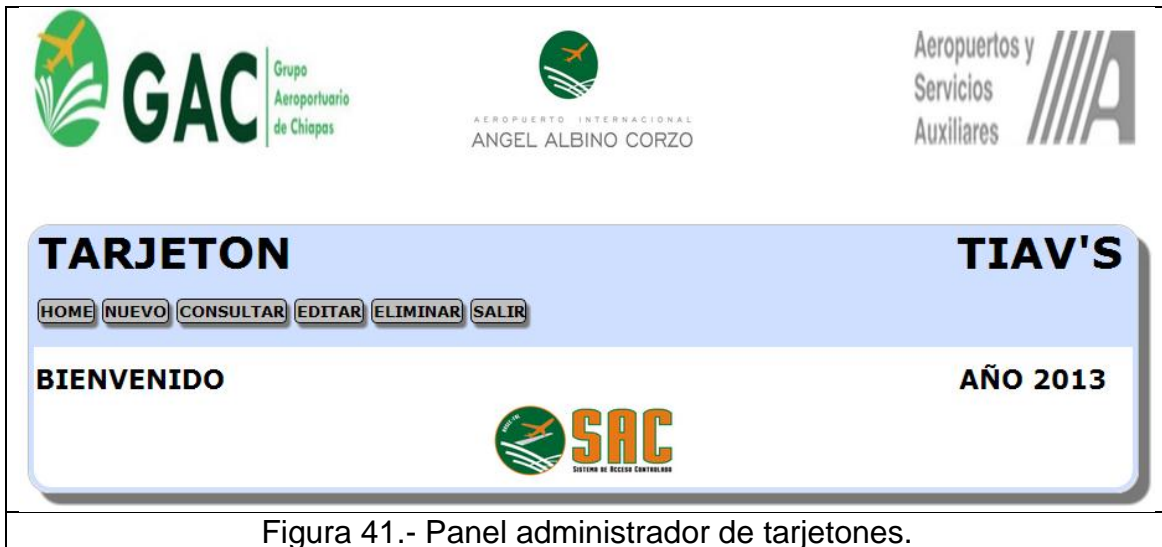 GAC
Grupo
Aeroportuario
de Chiapas
AEROPUERTO INTERNACIONAL
ANGEL ALBINO CORZO
Aeropuertos y
Servicios
Auxiliares
TARJETON TIAV'S
HOME NUEVO CONSULTAR EDITAR ELIMINAR SALIR
BIENVENIDO AÑO 2013
SAC
SISTEMA DE ACCESO CONTROLADO
Figura 41.- Panel administrador de tarjetones.